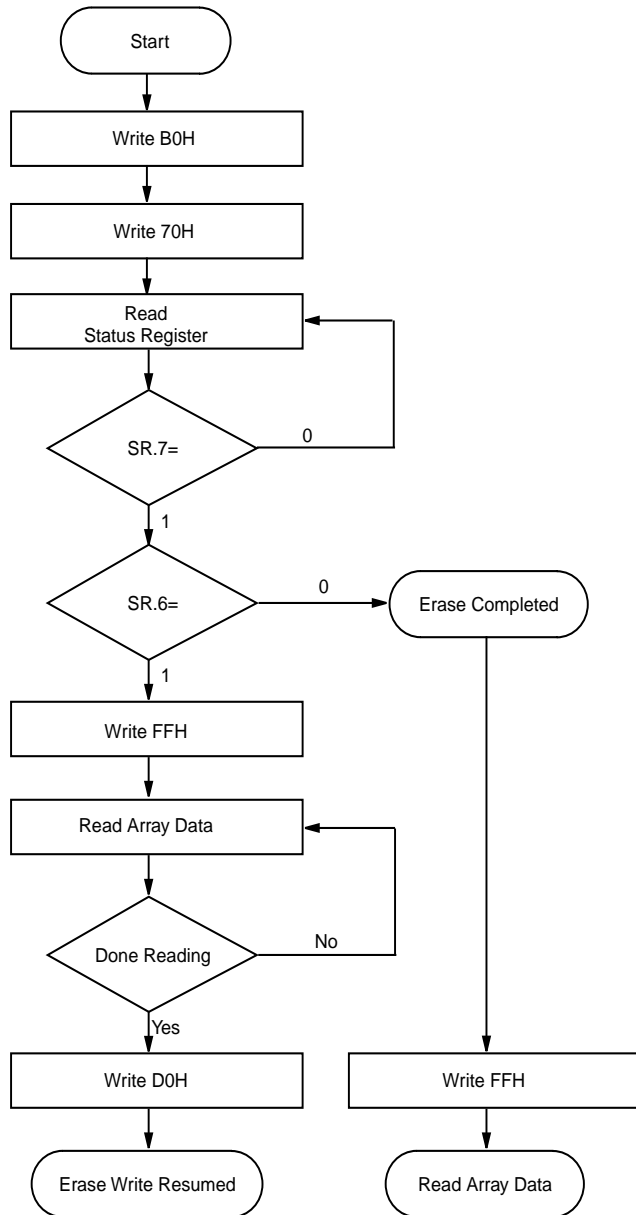 Start
Write B0H
Write 70H
Read
Status Register
SR.7=
0
1
SR.6=
0
Erase Completed
1
Write FFH
Read Array Data
Done Reading
No
Yes
Write D0H
Write FFH
Erase Write Resumed
Read Array Data